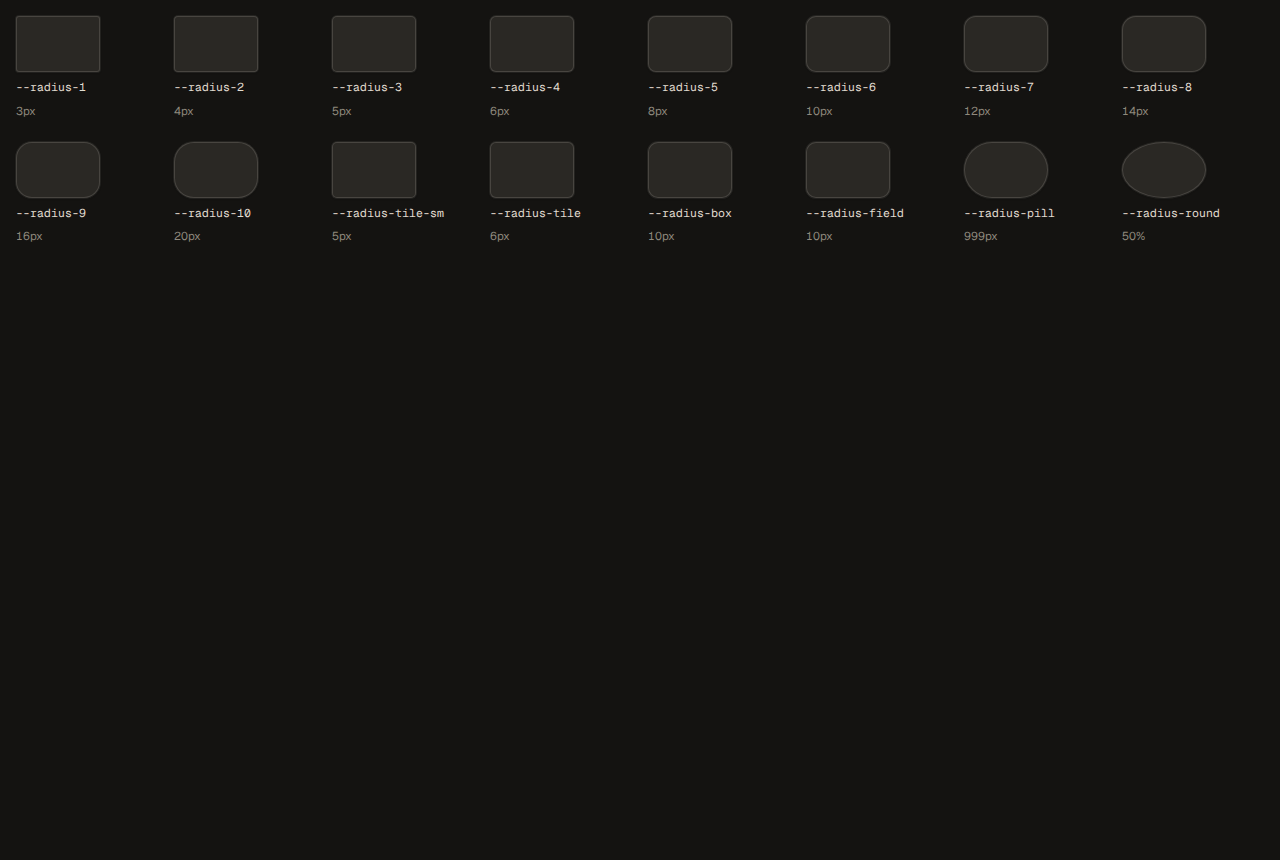 --radius-1 --radius-2 --radius-3 --radius-4 --radius-5 --radius-6 --radius-7 --radius-8
3px 4px 5px 6px 8px 10px 12px 14px
--radius-9 --radius-10 --radius-tile-sm --radius-tile --radius-box --radius-field --radius-pill --radius-round
16px 20px 5px 6px 10px 10px 999px 50%